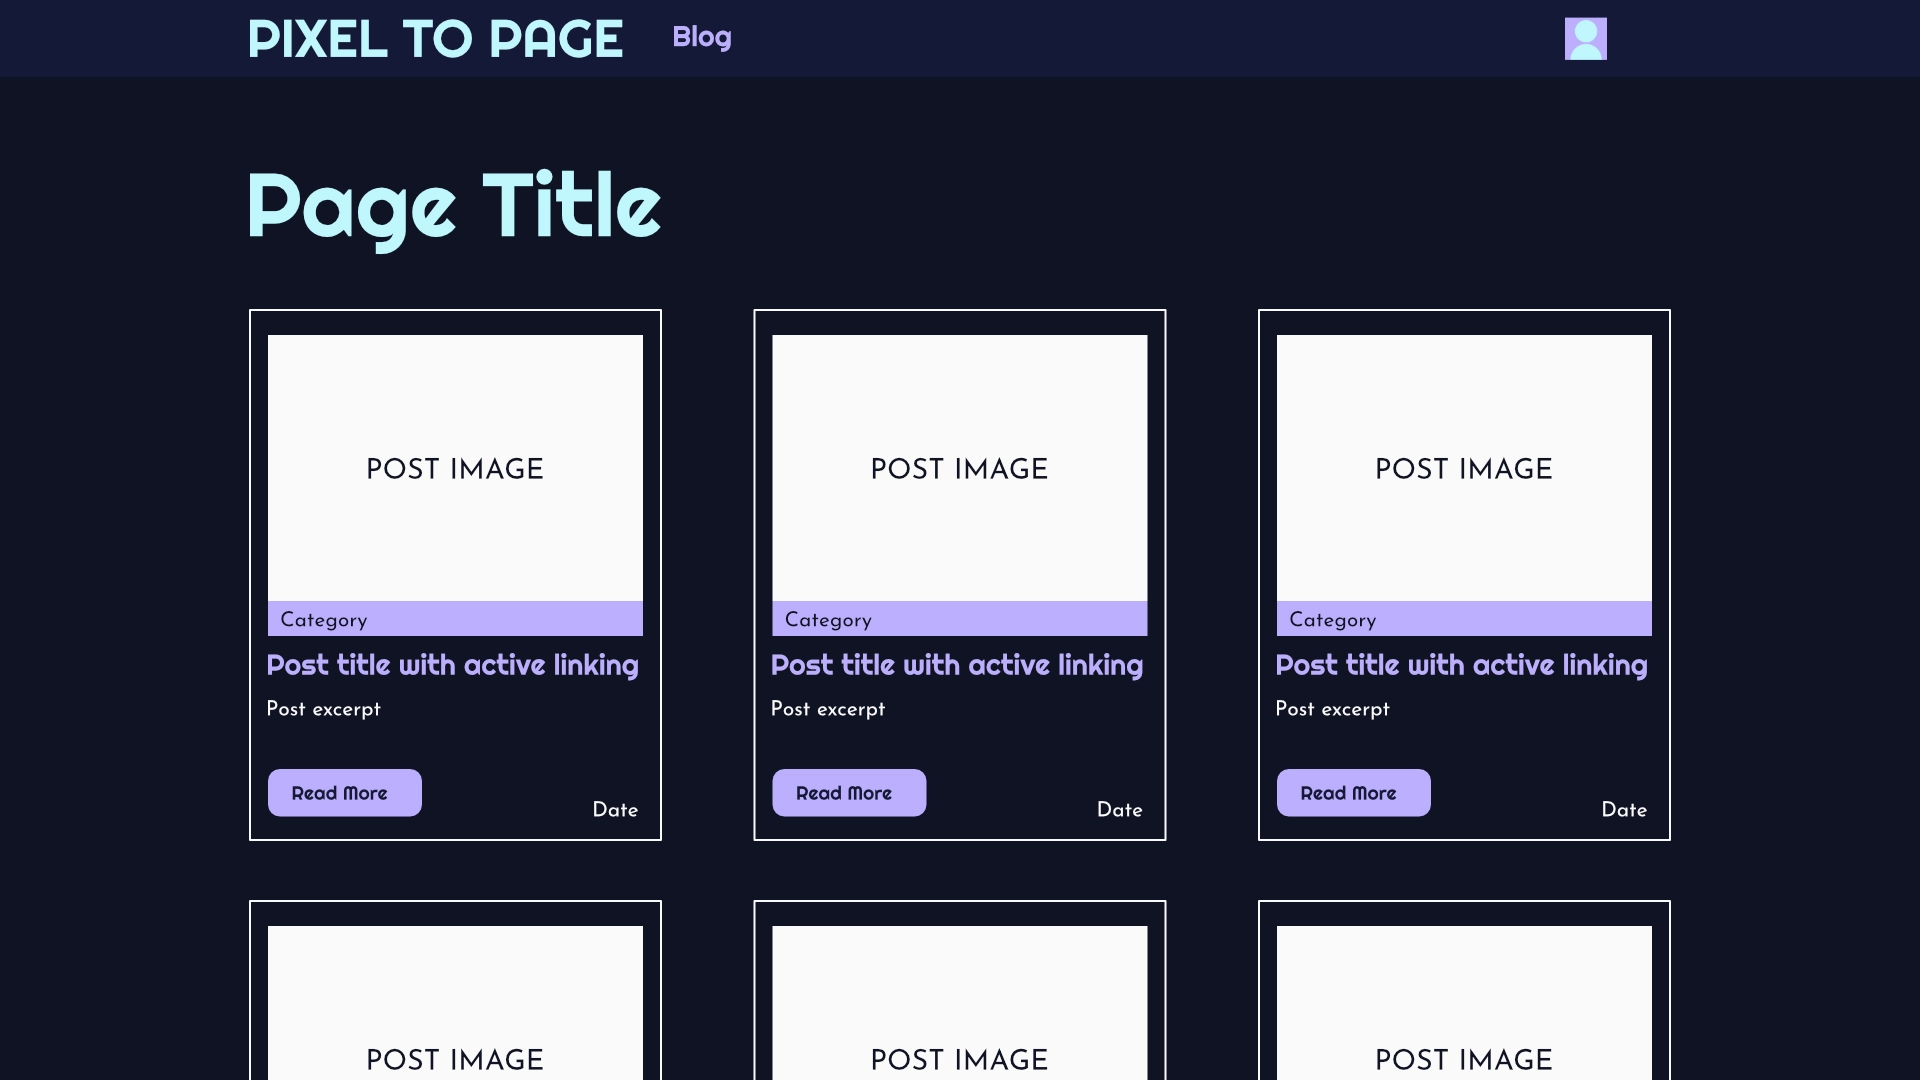 PIXEL TO PAGE Blog
Page Title
POST IMAGE POST IMAGE POST IMAGE
Category Category Category
Post title with active linking Post title with active linking Post title with active linking
Post excerpt Post excerpt Post excerpt
Read More Date Read More Date Read More Date
POST IMAGE POST IMAGE POST IMAGE